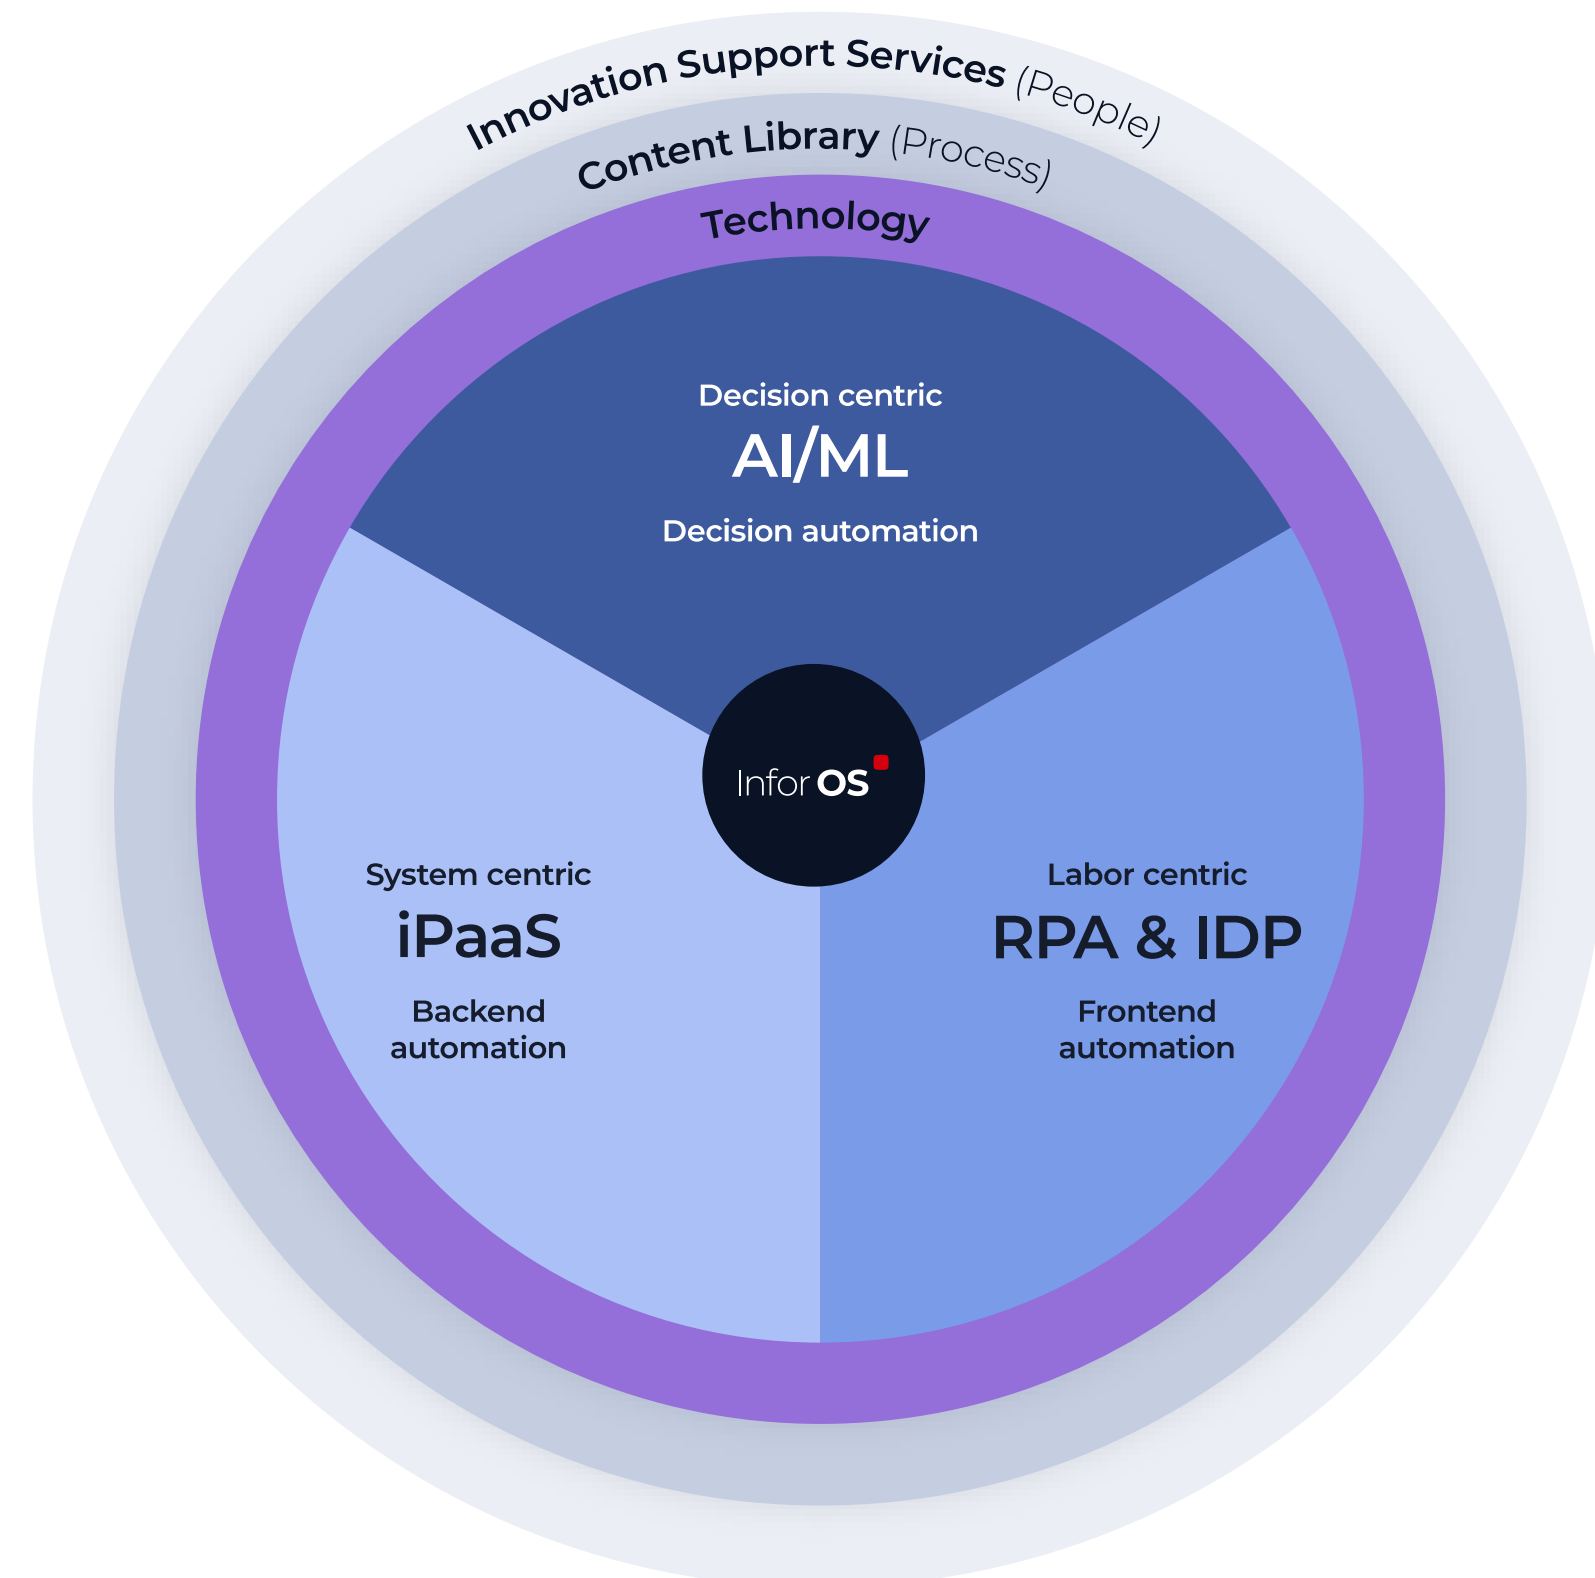 Innovation Support Services (People)
Content Library (Process)
Technology
Decision centric
AI/ML
Decision automation
Infor OS
System centric
iPaaS
Backend
automation
Labor centric
RPA & IDP
Frontend
automation